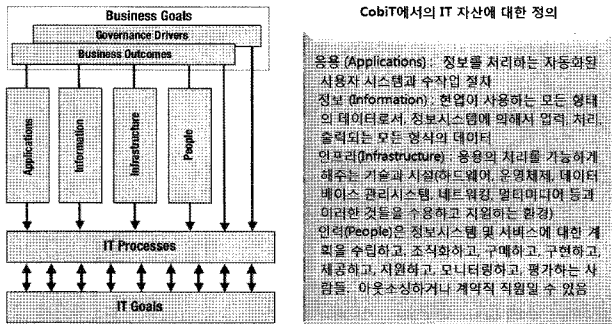 Business Goals
Governance Drivers
Business Outcomes
Applications
Information
Infrastructure
People
IT Processes
IT Goals
CobiT에서의 IT 자산에 대한 정의
응용 (Applications) : 정보를 처리하는 자동화된
사용자 시스템과 수작업 절차
정보 (Information) : 현업이 사용하는 모든 형태
의 데이터로서, 정보시스템에 의해서 입력, 처리,
출력되는 모든 형식의 데이터
인프라(Infrastructure) : 응용의 처리를 가능하게
해주는 기술과 시설(하드웨어, 운영체제, 데이터
베이스 관리시스템, 네트워킹, 멀티미디어 등과
이러한 것들을 수용하고 지원하는 환경)
인력(People)은 정보시스템 및 서비스에 대한 계
획을 수립하고, 조직화하고, 구매하고, 구현하고,
제공하고, 지원하고, 모니터링하고, 평가하는 사
람들. 아웃소싱하거나 계약직 직원일 수 있음